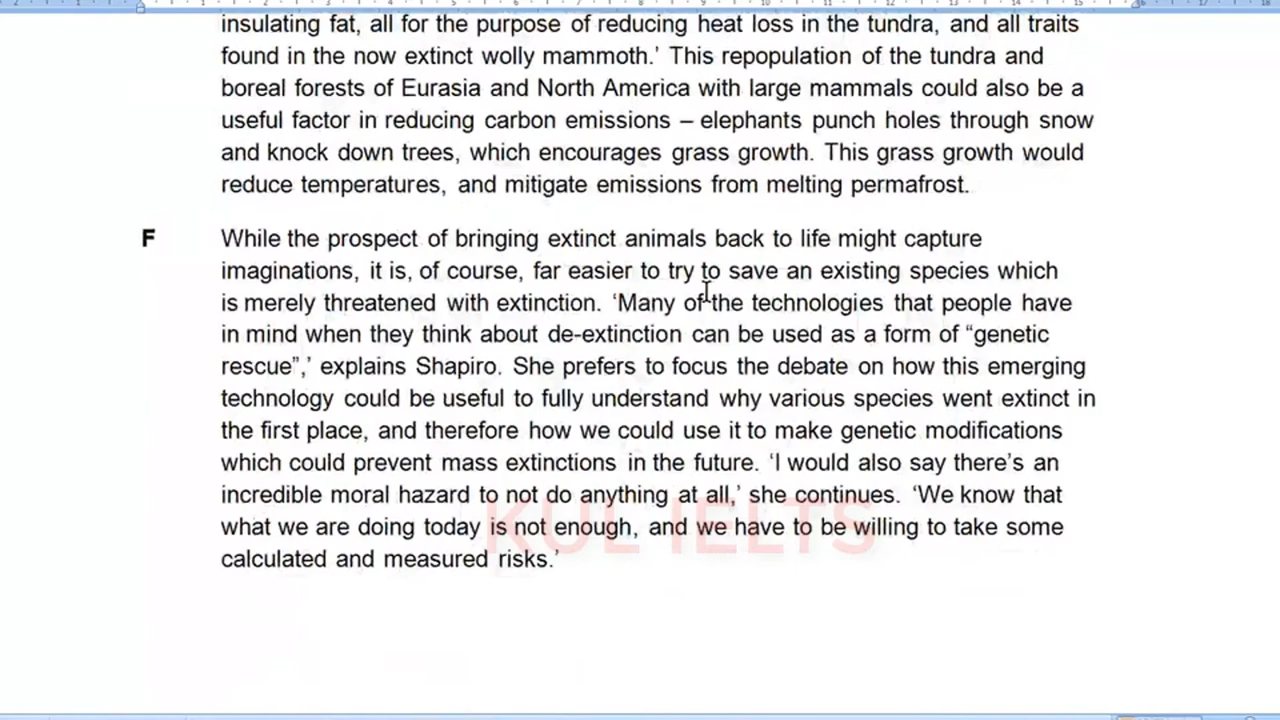 insulating fat, all for the purpose of reducing heat loss in the tundra, and all traits
found in the now extinct wolly mammoth.’ This repopulation of the tundra and
boreal forests of Eurasia and North America with large mammals could also be a
useful factor in reducing carbon emissions – elephants punch holes through snow
and knock down trees, which encourages grass growth. This grass growth would
reduce temperatures, and mitigate emissions from melting permafrost.
F While the prospect of bringing extinct animals back to life might capture
imaginations, it is, of course, far easier to try to save an existing species which
is merely threatened with extinction. ‘Many of the technologies that people have
in mind when they think about de-extinction can be used as a form of “genetic
rescue”,’ explains Shapiro. She prefers to focus the debate on how this emerging
technology could be useful to fully understand why various species went extinct in
the first place, and therefore how we could use it to make genetic modifications
which could prevent mass extinctions in the future. ‘I would also say there’s an
incredible moral hazard to not do anything at all,’ she continues. ‘We know that
what we are doing today is not enough, and we have to be willing to take some
calculated and measured risks.’
KUL IELTS